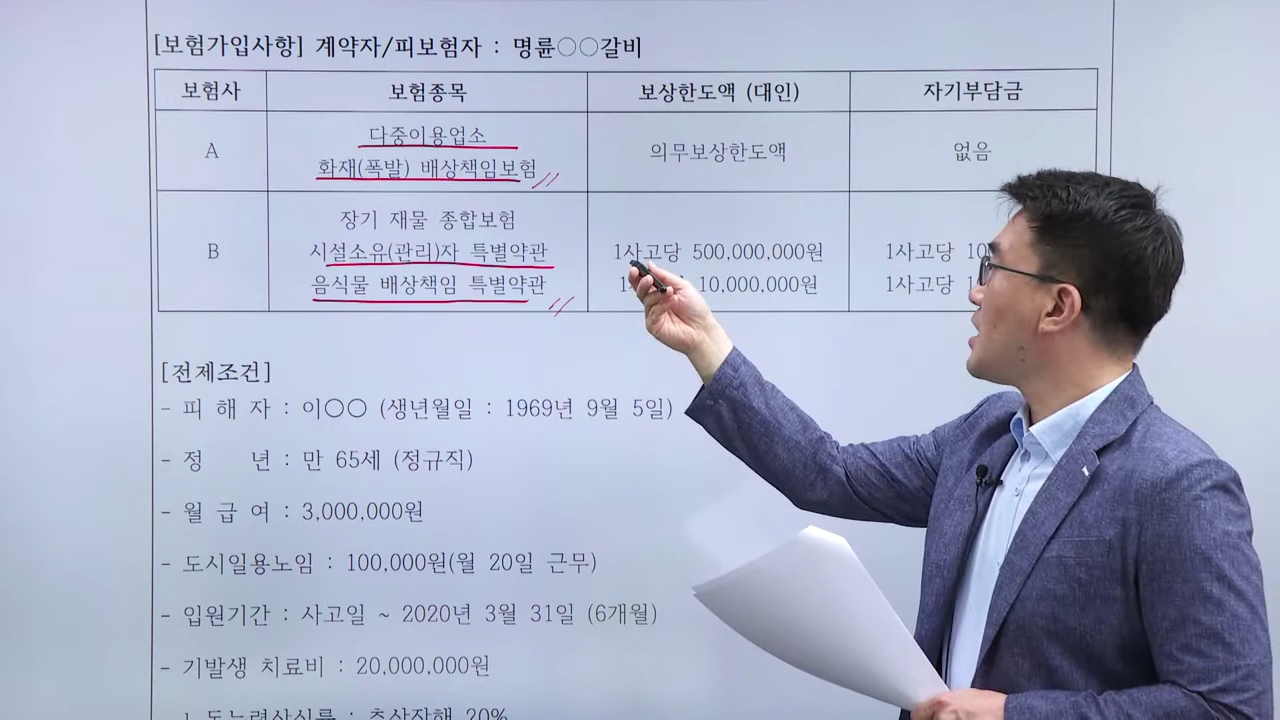 [보험가입사항] 계약자/피보험자 : 명륜○○갈비
보험사 보험종목 보상한도액 (대인) 자기부담금
A 다중이용업소 화재(폭발) 배상책임보험 의무보상한도액 없음
B 장기 재물 종합보험
시설소유(관리)자 특별약관 1사고당 500,000,000원 1사고당
음식물 배상책임 특별약관 10,000,000원 1사고당
[전제조건]
- 피 해 자 : 이○○ (생년월일 : 1969년 9월 5일)
- 정 년 : 만 65세 (정규직)
- 월 급 여 : 3,000,000원
- 도시일용노임 : 100,000원(월 20일 근무)
- 입원기간 : 사고일 ~ 2020년 3월 31일 (6개월)
- 기발생 치료비 : 20,000,000원